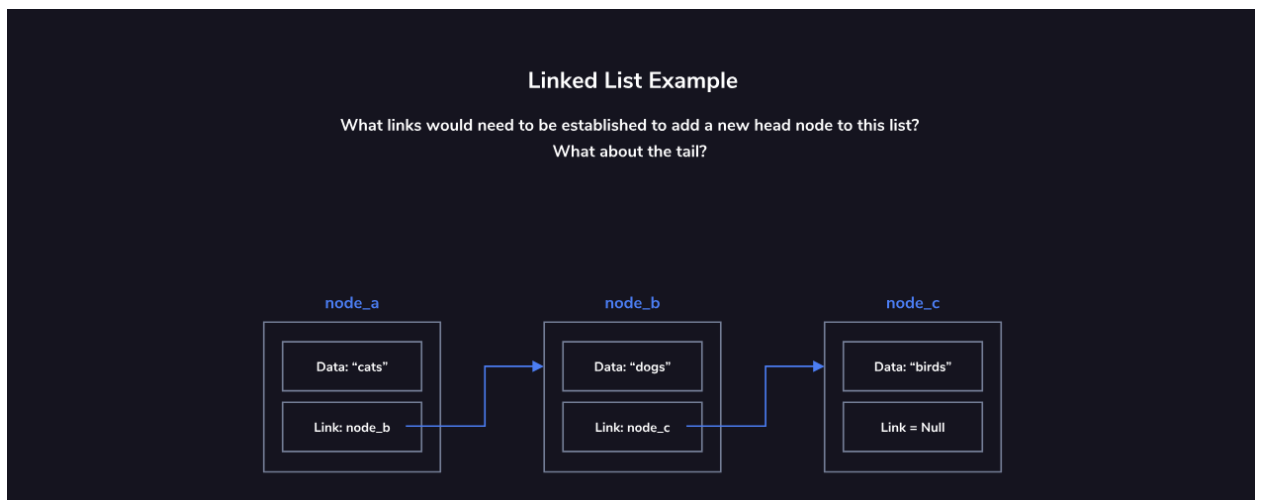 Linked List Example
What links would need to be established to add a new head node to this list?
What about the tail?
node_a
Data: “cats”
Link: node_b
node_b
Data: “dogs”
Link: node_c
node_c
Data: “birds”
Link = Null